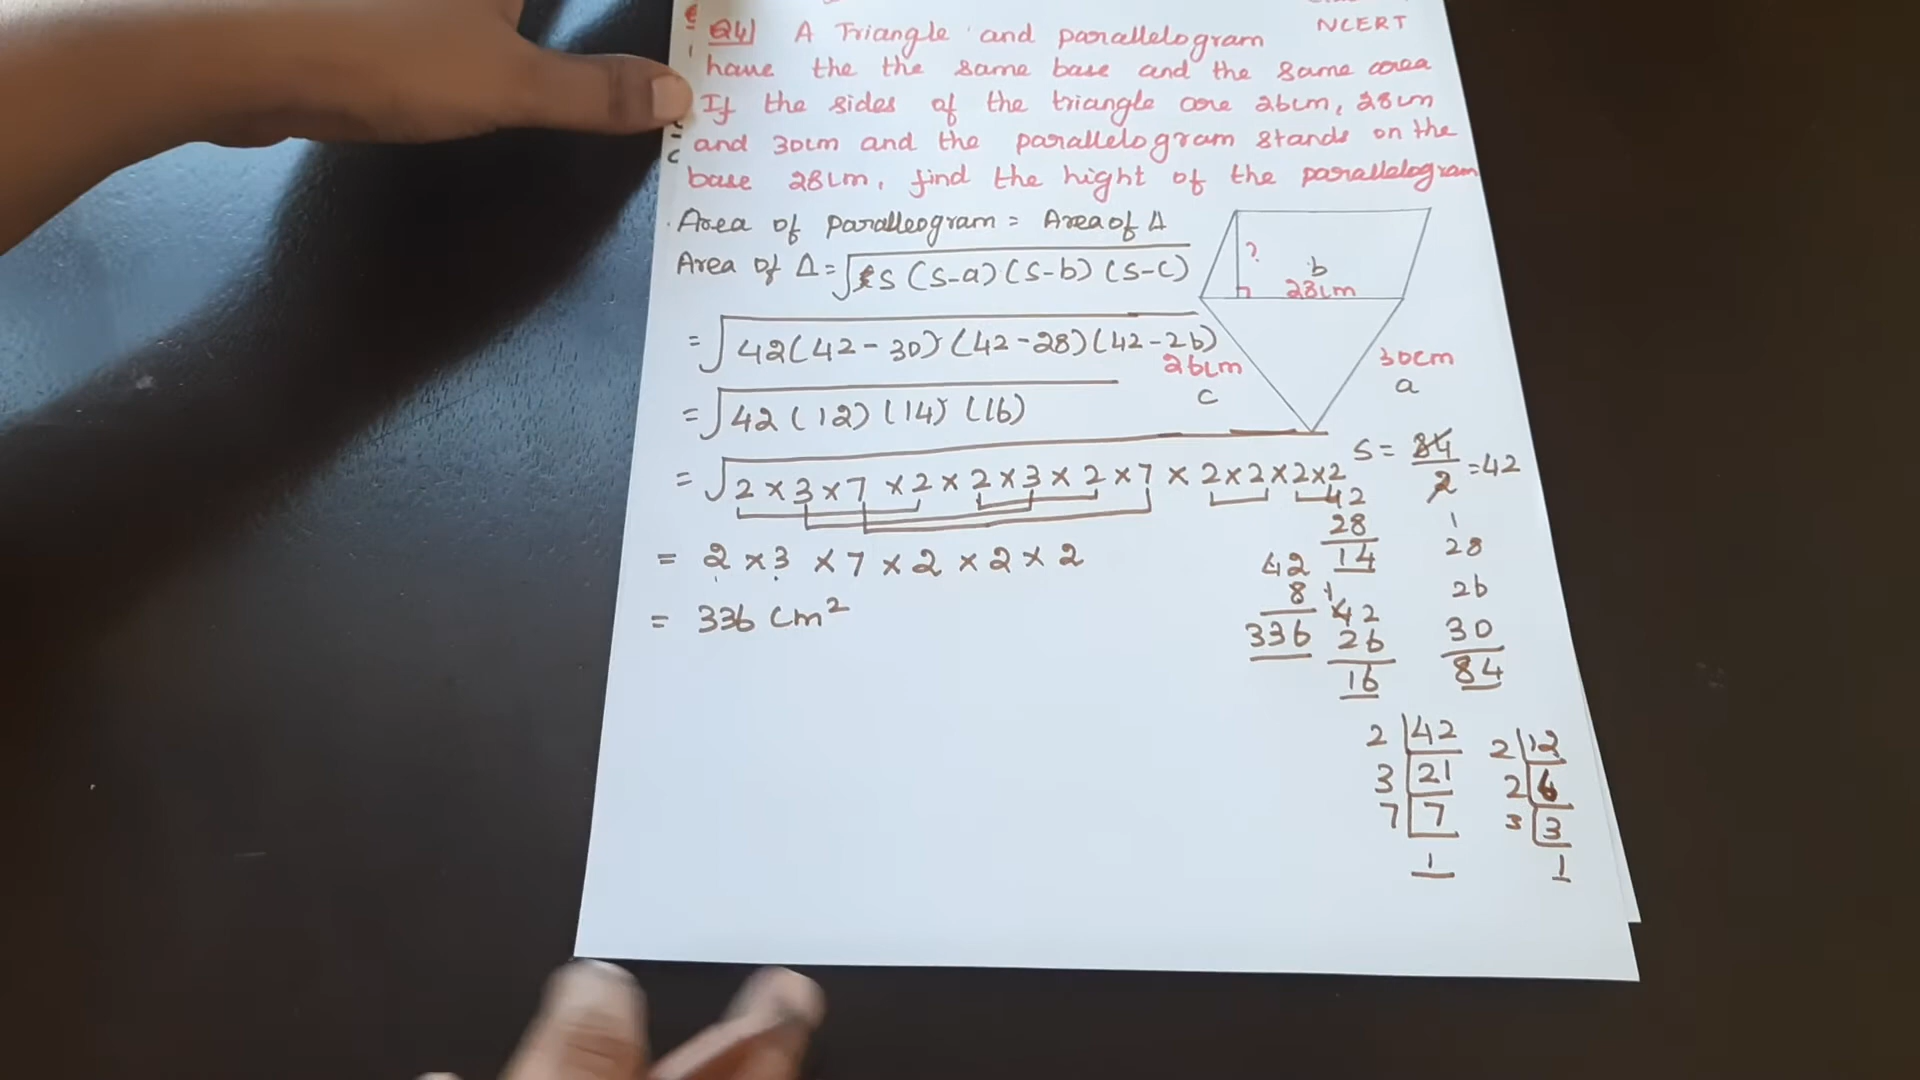 Q4) A Triangle and parallelogram NCERT
have the the same base and the same area
If the sides of the triangle are 26cm, 28cm
and 30cm and the parallelogram stands on the
base 28cm, find the hight of the parallelogram
Area of paralleogram = Area of Δ
Area of Δ = √s (s-a) (s-b) (s-c)
?
b
28cm
= √42(42-30) (42-28) (42-26)
26cm
c
30cm
a
= √42 (12) (14) (16)
S = 84/2 = 42
1
= √2 × 3 × 7 × 2 × 2 × 3 × 2 × 7 × 2 × 2 × 2 × 2
= 2 × 3 × 7 × 2 × 2 × 2
= 336 cm²
42
28
14
42
8
336
42
26
16
28
26
30
84
2 42
3 21
7 7
1
2 12
2 6
3 3
1